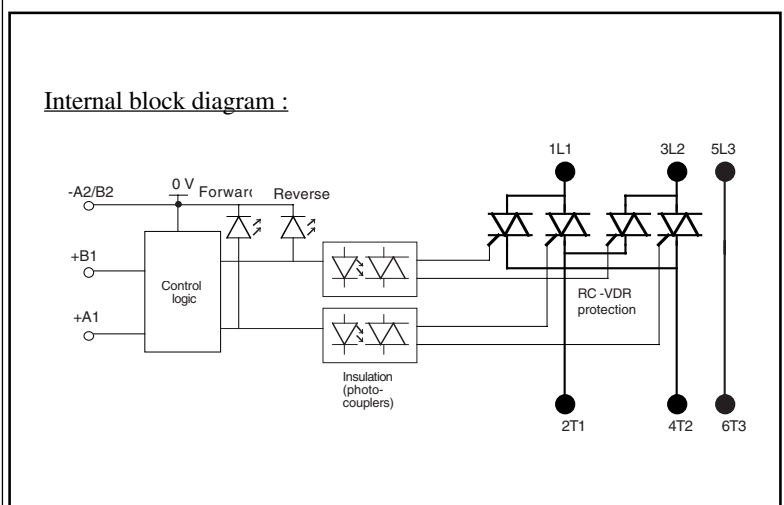 Internal block diagram :
1L1 3L2 5L3
-A2/B2 0 V Forward Reverse
+B1
Control
logic
+A1
RC -VDR
protection
Insulation
(photo-
couplers)
2T1 4T2 6T3